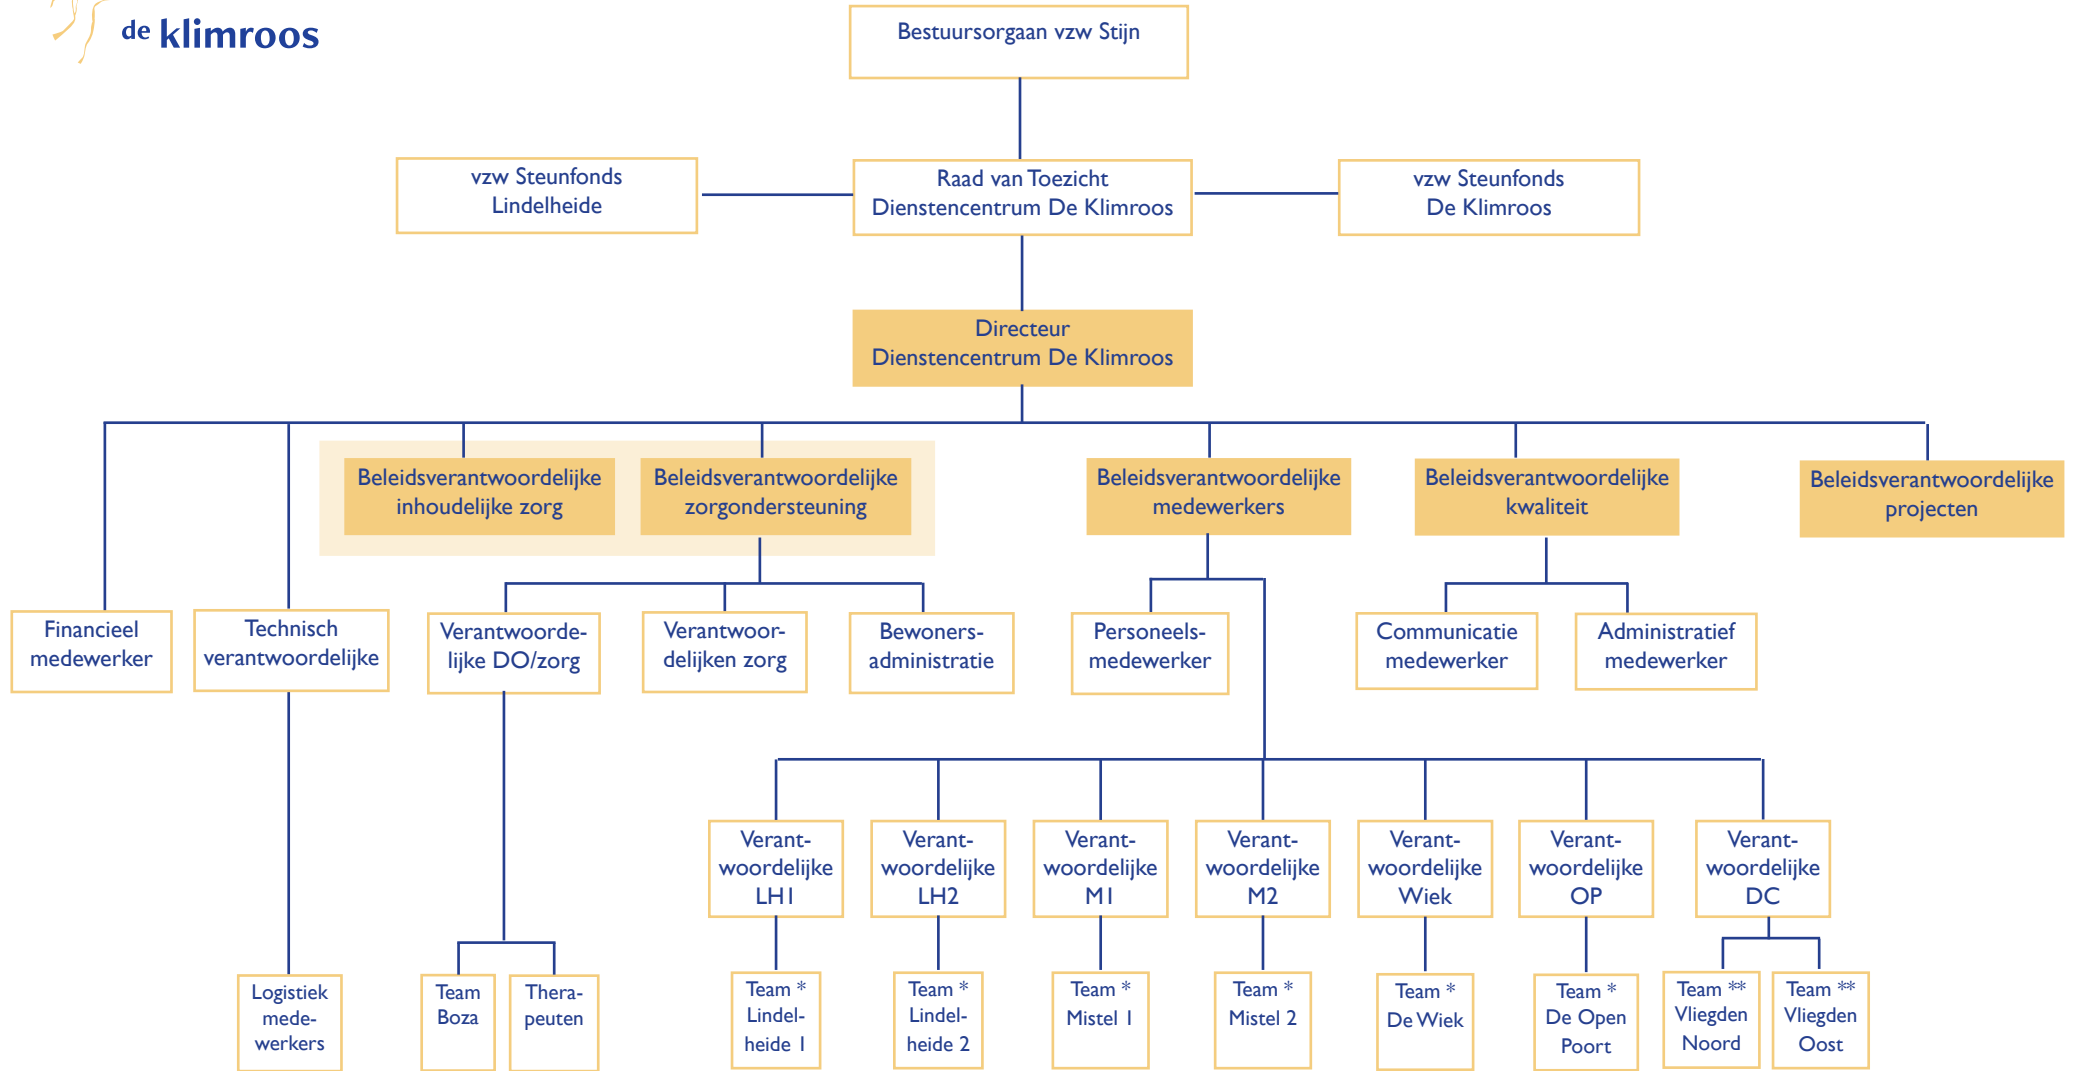 de klimroos
Bestuursorgaan vzw Stijn
vzw Steunfonds
Lindelheide
Raad van Toezicht
Dienstencentrum De Klimroos
vzw Steunfonds
De Klimroos
Directeur
Dienstencentrum De Klimroos
Beleidsverantwoordelijke
inhoudelijke zorg
Beleidsverantwoordelijke
zorgondersteuning
Beleidsverantwoordelijke
medewerkers
Beleidsverantwoordelijke
kwaliteit
Beleidsverantwoordelijke
projecten
Financieel
medewerker
Technisch
verantwoordelijke
Verantwoorde-
lijke DO/zorg
Verantwoor-
delijken zorg
Bewoners-
administratie
Personeels-
medewerker
Communicatie
medewerker
Administratief
medewerker
Verant-
woordelijke
LH1
Verant-
woordelijke
LH2
Verant-
woordelijke
M1
Verant-
woordelijke
M2
Verant-
woordelijke
Wiek
Verant-
woordelijke
OP
Verant-
woordelijke
DC
Logistiek
mede-
werkers
Team
Boza
Thera-
peuten
Team *
Lindel-
heide 1
Team *
Lindel-
heide 2
Team *
Mistel 1
Team *
Mistel 2
Team *
De Wiek
Team *
De Open
Poort
Team **
Vliegden
Noord
Team **
Vliegden
Oost